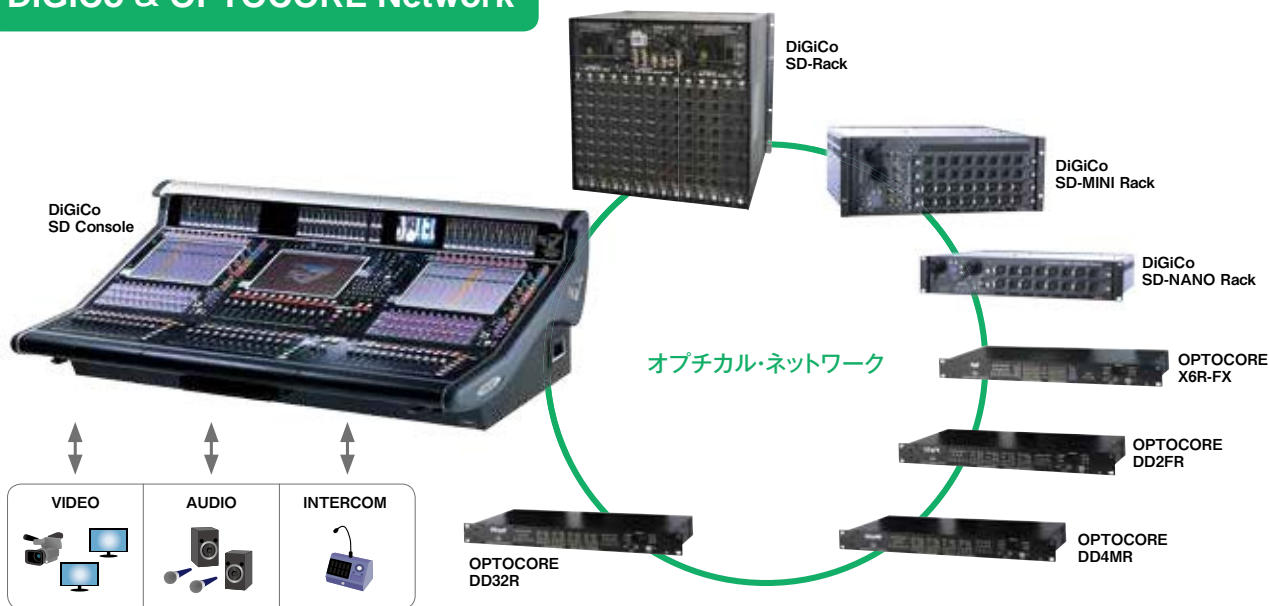 DiGiCo & OPTOCORE Network
DiGiCo
SD-Rack
DiGiCo
SD-MINI Rack
DiGiCo
SD Console
DiGiCo
SD-NANO Rack
オプチカル・ネットワーク
OPTOCORE
X6R-FX
OPTOCORE
DD2FR
VIDEO
AUDIO
INTERCOM
OPTOCORE
DD4MR
OPTOCORE
DD32R